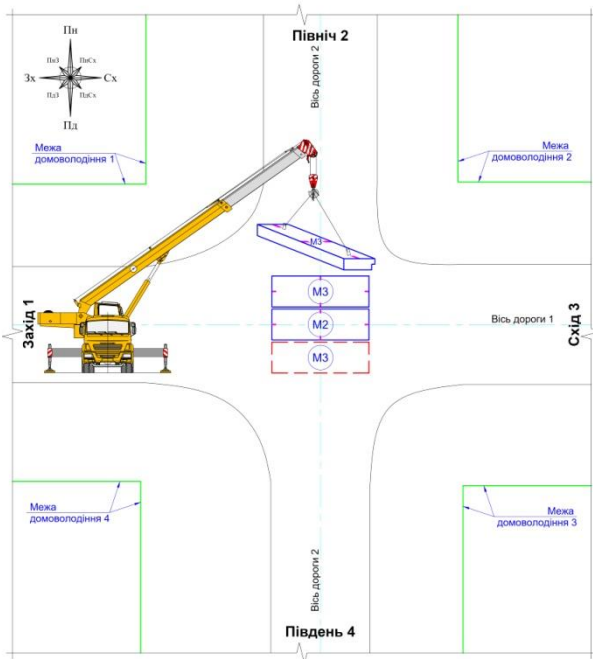 Північ 2
Пн
ПнЗ
ПнСх
Вісь дороги 2
Зх
Сх
ПдЗ
ПдСх
Пд
Межа
домоволодіння 1
Межа
домоволодіння 2
М3
М3
Захід 1
М2
Вісь дороги 1
Схід 3
М3
Межа
домоволодіння 4
Межа
домоволодіння 3
Вісь дороги 2
Південь 4